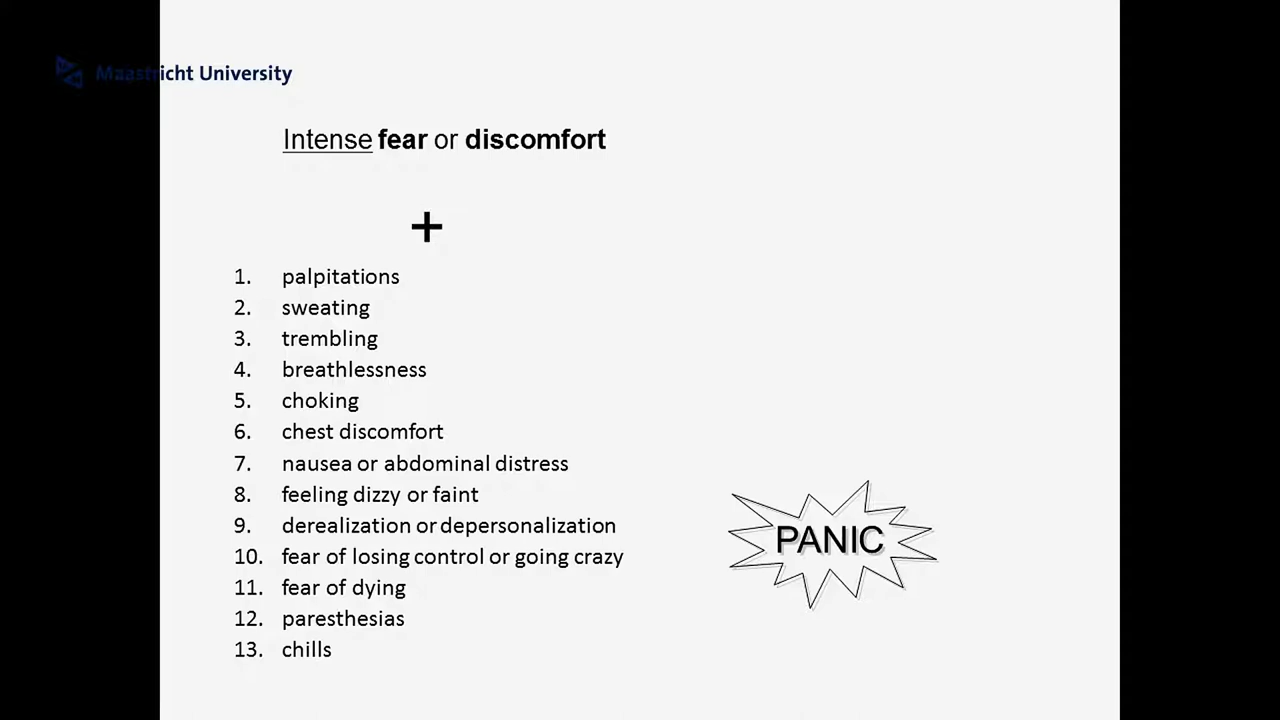 Maastricht University
Intense fear or discomfort
+
1. palpitations
2. sweating
3. trembling
4. breathlessness
5. choking
6. chest discomfort
7. nausea or abdominal distress
8. feeling dizzy or faint
9. derealization or depersonalization
10. fear of losing control or going crazy
11. fear of dying
12. paresthesias
13. chills
PANIC